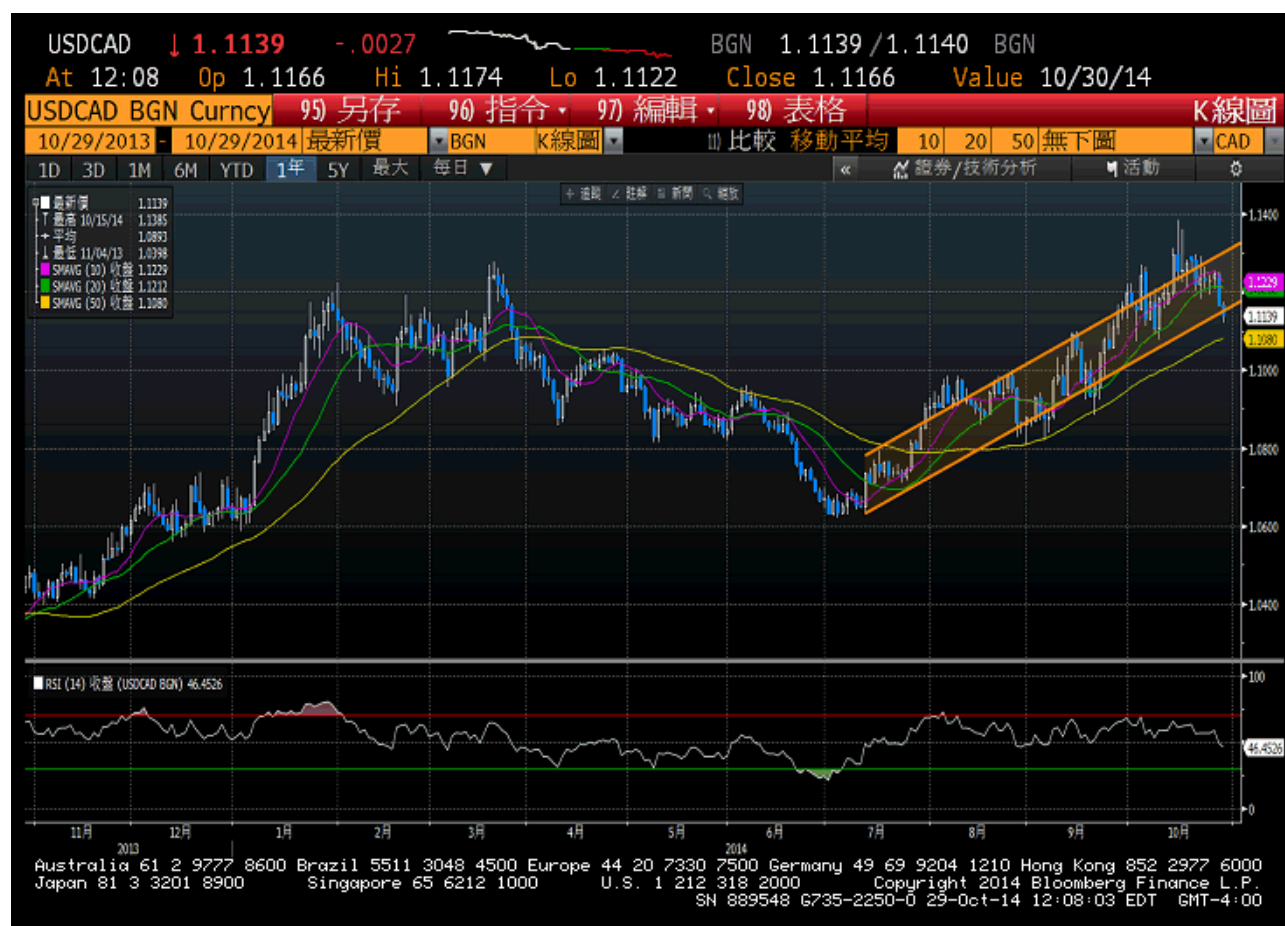 USDCAD ↓ 1.1139 -.0027 BGN 1.1139/1.1140 BGN
At 12:08 Op 1.1166 Hi 1.1174 Lo 1.1122 Close 1.1166 Value 10/30/14
USDCAD BGN Curncy 95) 另存 96) 指令 97) 編輯 98) 表格 K線圖
10/29/2013 - 10/29/2014 最新價 BGN K線圖 11) 比較 移動平均 10 20 50 無下圖 CAD
1D 3D 1M 6M YTD 1年 5Y 最大 每日 ▼ « 證券/技術分析 活動
追蹤 註解 新聞 縮放
最新價 1.1139
最高 10/15/14 1.1385
平均 1.0893
最低 11/04/13 1.0398
SMAVG (10) 收盤 1.1229
SMAVG (20) 收盤 1.1212
SMAVG (50) 收盤 1.1080
1.1400
1.1229
1.1139
1.1080
1.1000
1.0800
1.0600
1.0400
RSI (14) 收盤 (USDCAD BGN) 46.4526
100
46.4526
0
11月 12月 1月 2月 3月 4月 5月 6月 7月 8月 9月 10月
2013 2014
Australia 61 2 9777 8600 Brazil 5511 3048 4500 Europe 44 20 7330 7500 Germany 49 69 9204 1210 Hong Kong 852 2977 6000
Japan 81 3 3201 8900 Singapore 65 6212 1000 U.S. 1 212 318 2000 Copyright 2014 Bloomberg Finance L.P.
SN 889548 G735-2250-0 29-Oct-14 12:08:03 EDT GMT-4:00